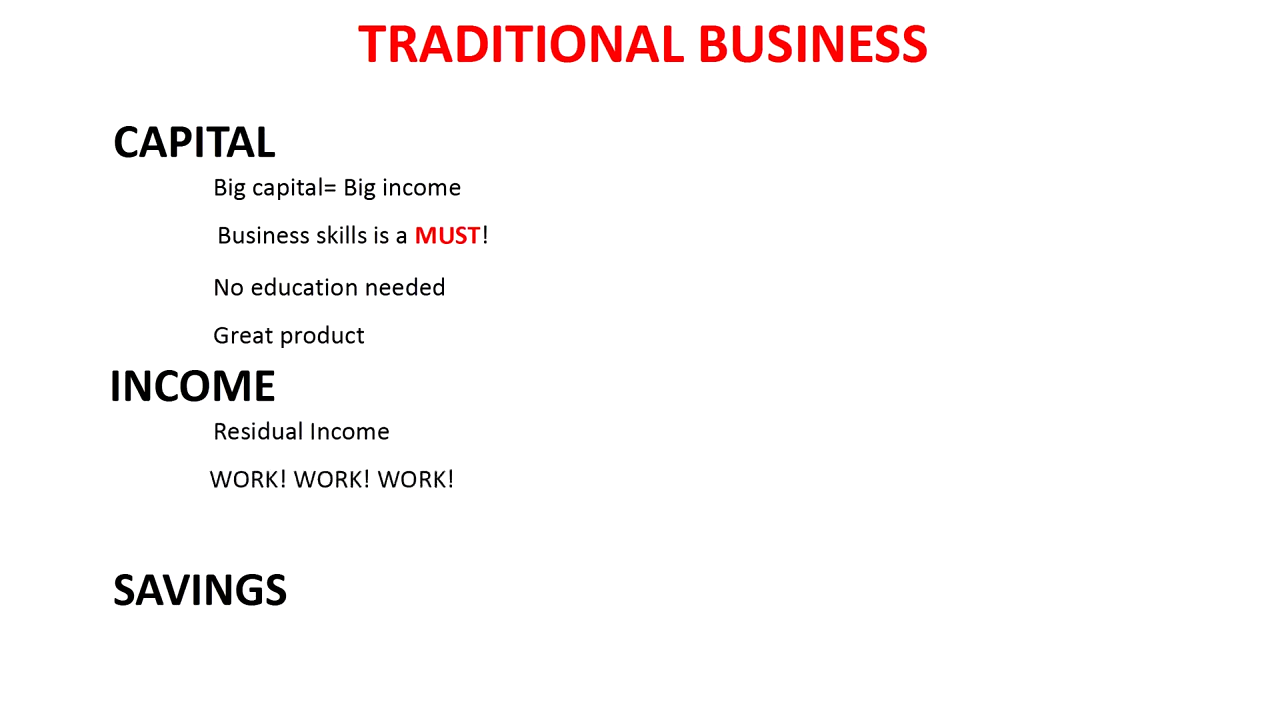 TRADITIONAL BUSINESS
CAPITAL
Big capital= Big income
Business skills is a MUST!
No education needed
Great product
INCOME
Residual Income
WORK! WORK! WORK!
SAVINGS